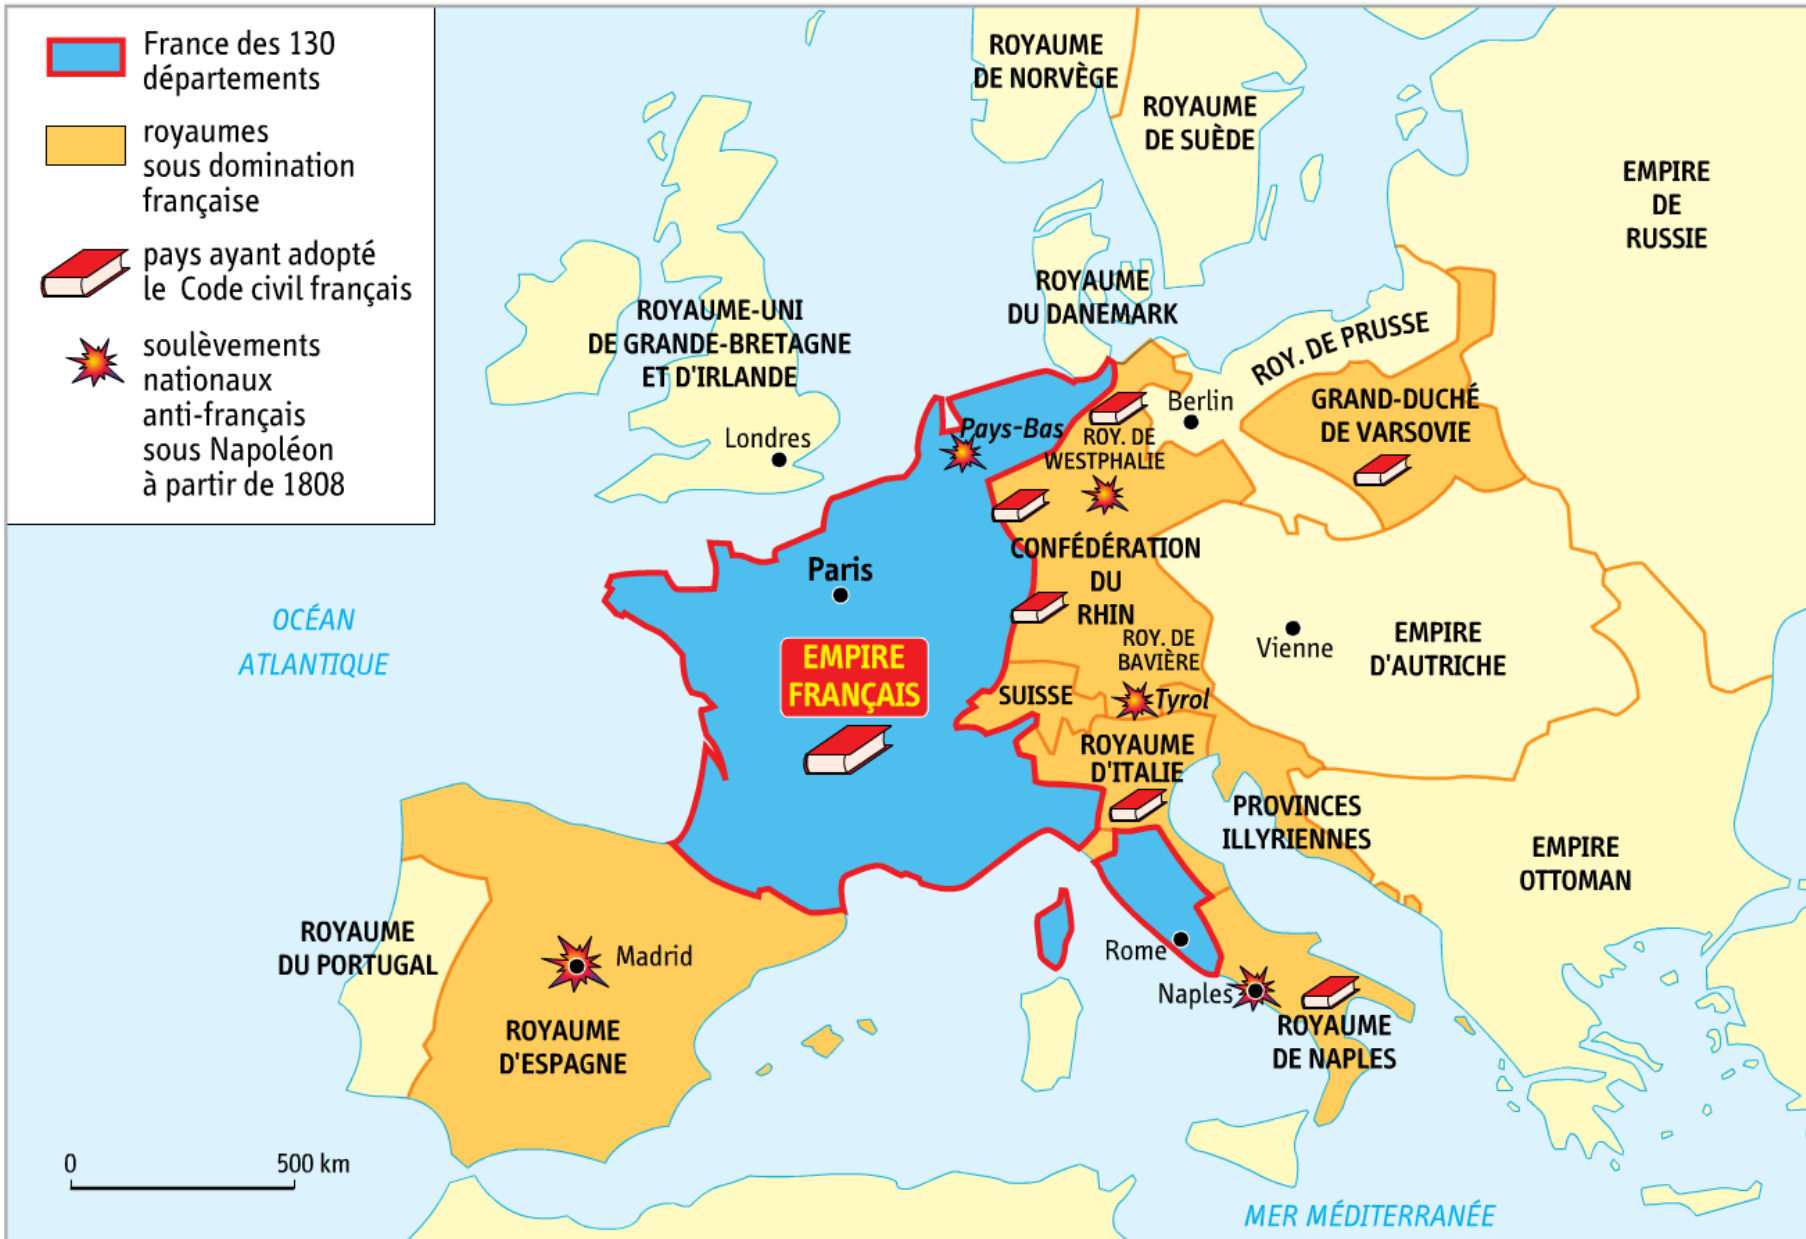 France des 130
départements
royaumes
sous domination
française
pays ayant adopté
le Code civil français
soulèvements
nationaux
anti-français
sous Napoléon
à partir de 1808
ROYAUME
DE NORVÈGE
ROYAUME
DE SUÈDE
EMPIRE
DE
RUSSIE
ROYAUME
DU DANEMARK
ROYAUME-UNI
DE GRANDE-BRETAGNE
ET D'IRLANDE
Londres
ROY. DE PRUSSE
Berlin
GRAND-DUCHÉ
DE VARSOVIE
Pays-Bas
ROY. DE
WESTPHALIE
CONFÉDÉRATION
DU
RHIN
ROY. DE
BAVIÈRE
Paris
EMPIRE
FRANÇAIS
OCÉAN
ATLANTIQUE
Vienne
EMPIRE
D'AUTRICHE
SUISSE
Tyrol
ROYAUME
D'ITALIE
PROVINCES
ILLYRIENNES
EMPIRE
OTTOMAN
ROYAUME
DU PORTUGAL
Madrid
ROYAUME
D'ESPAGNE
Rome
Naples
ROYAUME
DE NAPLES
0 500 km
MER MÉDITERRANÉE